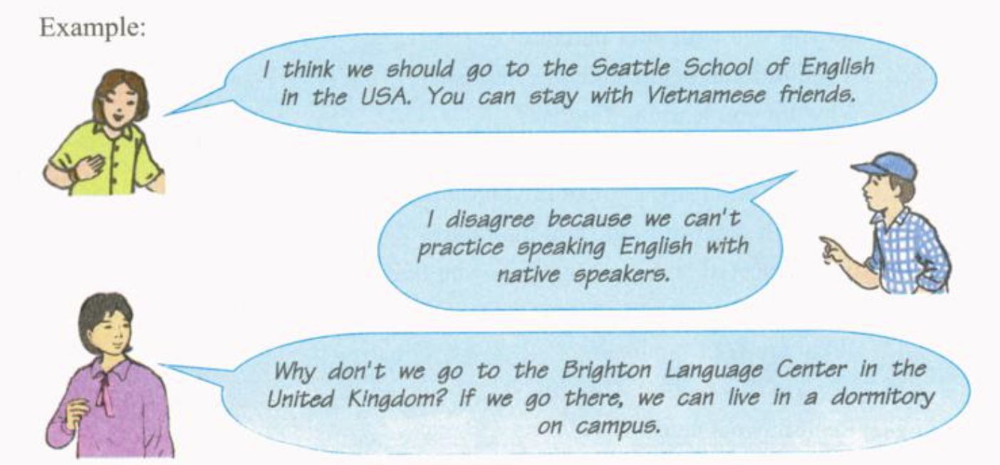 Example:
I think we should go to the Seattle School of English
in the USA. You can stay with Vietnamese friends.
I disagree because we can't
practice speaking English with
native speakers.
Why don't we go to the Brighton Language Center in the
United Kingdom? If we go there, we can live in a dormitory
on campus.